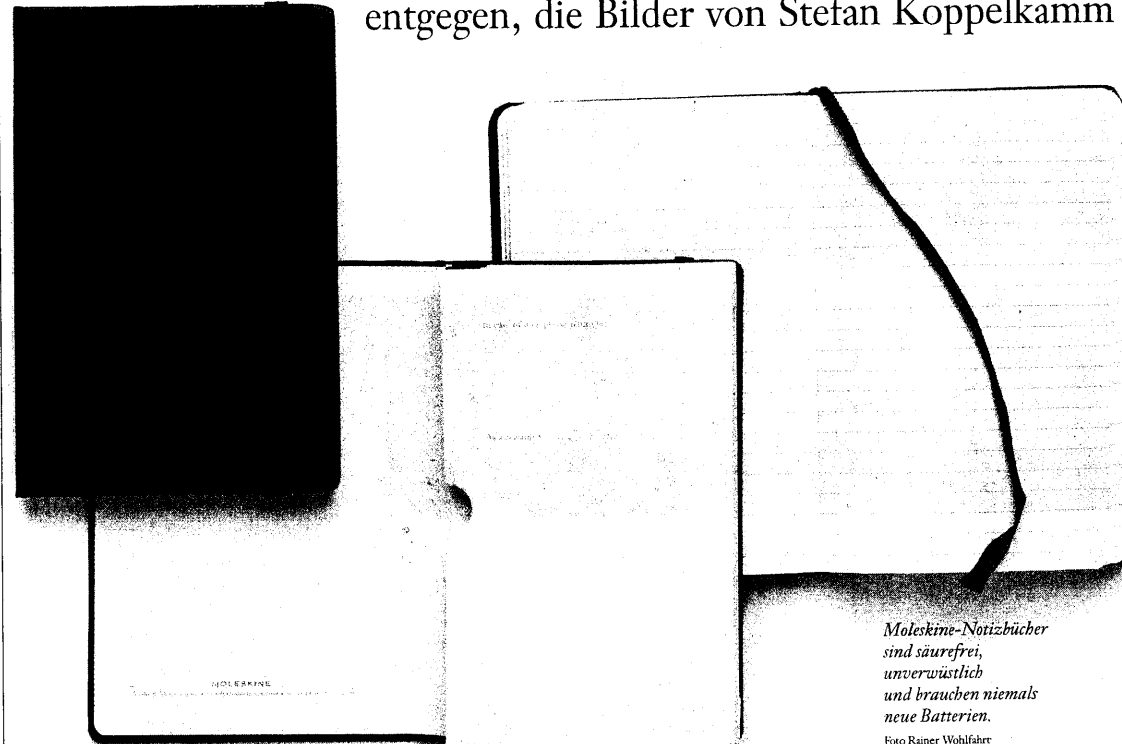 entgegen, die Bilder von Stefan Koppelkamm
MOLESKINE
Moleskine-Notizbücher
sind säurefrei,
unverwüstlich
und brauchen niemals
neue Batterien.
Foto Rainer Wohlfahrt